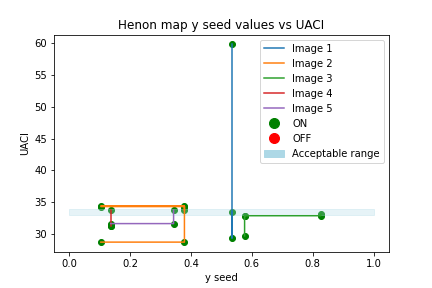 Henon map y seed values vs UACI
60
55
50
45
40
35
30
UACI
Image 1
Image 2
Image 3
Image 4
Image 5
ON
OFF
Acceptable range
0.0 0.2 0.4 0.6 0.8 1.0
y seed